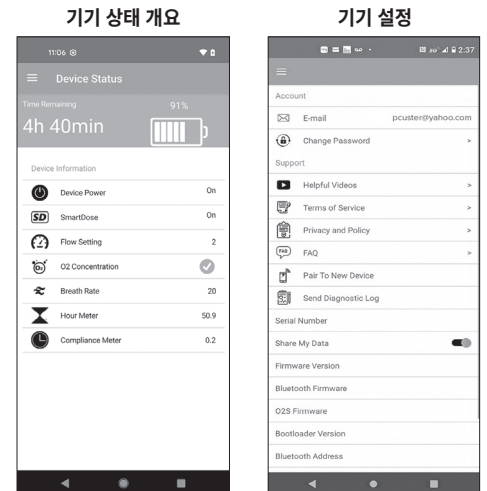 기기 상태 개요
11:06
Device Status
Time Remaining
91%
4h 40min
Device Information
Device Power On
SmartDose On
Flow Setting 2
O2 Concentration
Breath Rate 20
Hour Meter 50.9
Compliance Meter 0.2
기기 설정
5G 2:37
Account
E-mail pcuster@yahoo.com
Change Password >
Support
Helpful Videos >
Terms of Service >
Privacy and Policy >
FAQ >
Pair To New Device
Send Diagnostic Log
Serial Number
Share My Data
Firmware Version
Bluetooth Firmware
O2S Firmware
Bootloader Version
Bluetooth Address